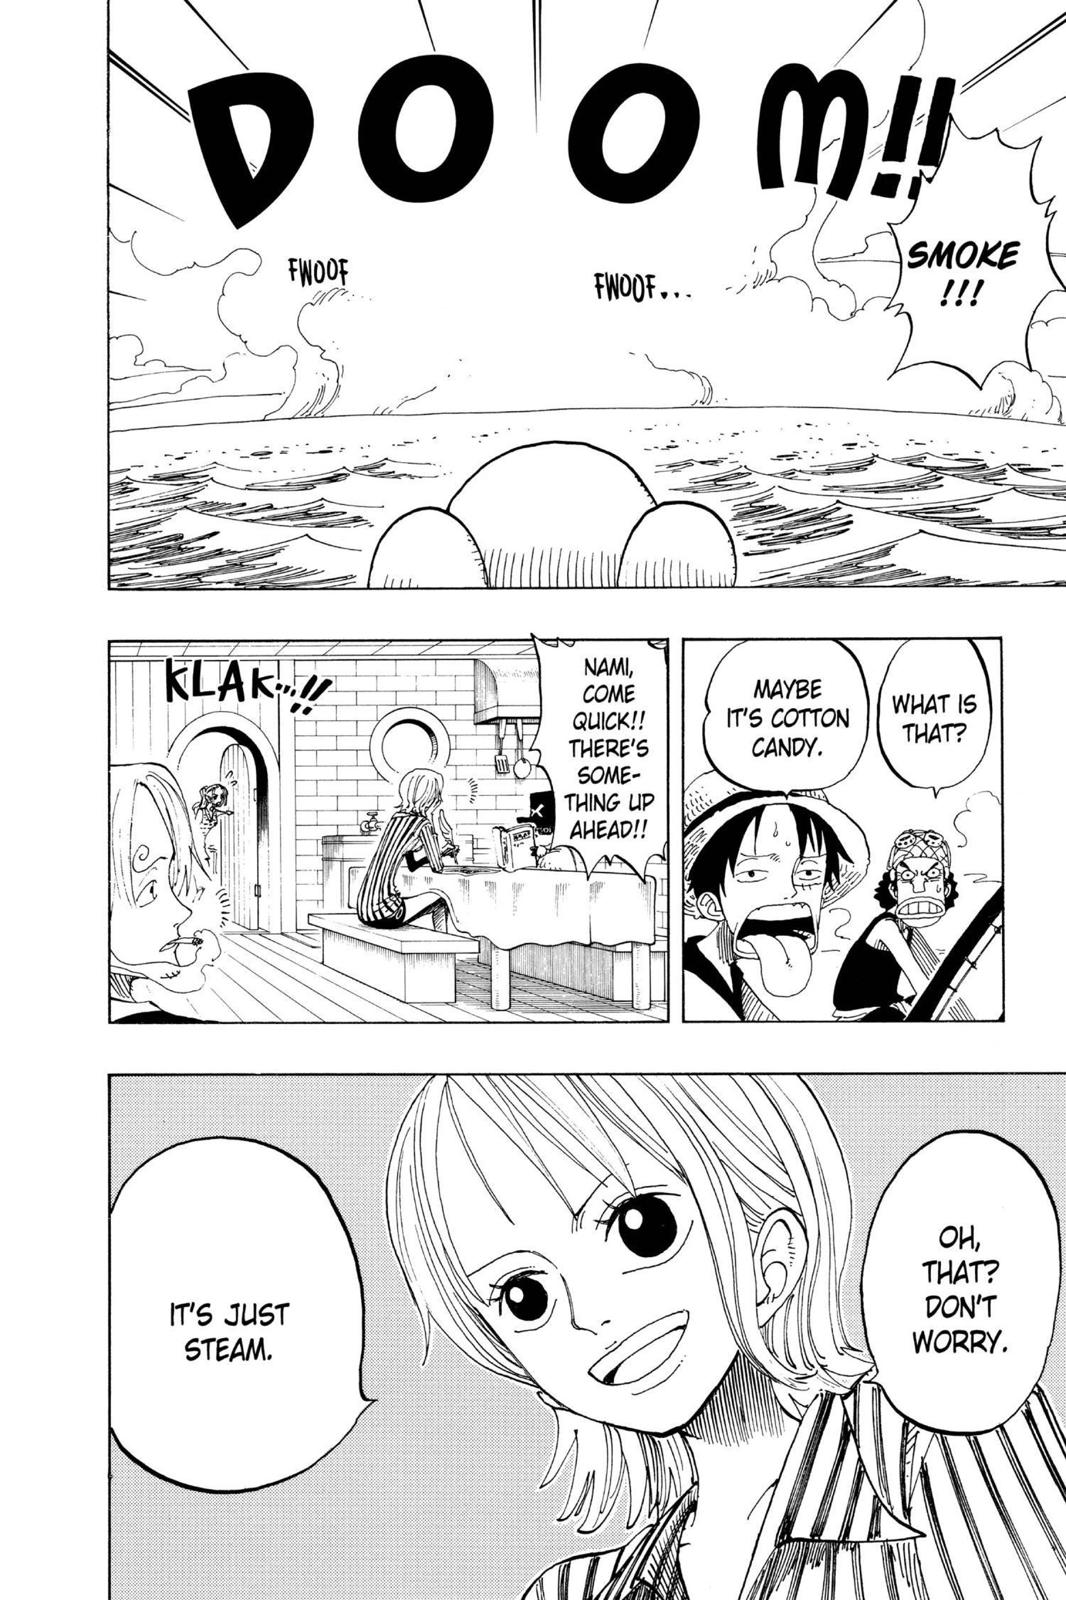 DOOM!!
SMOKE
!!!
FWOOF...
FWOOF
WHAT IS
THAT?
MAYBE
IT'S COTTON
CANDY.
NAMI,
COME
QUICK!!
THERE'S
SOME-
THING UP
AHEAD!!
KLAK...!!
OH,
THAT?
DON'T
WORRY.
IT'S JUST
STEAM.